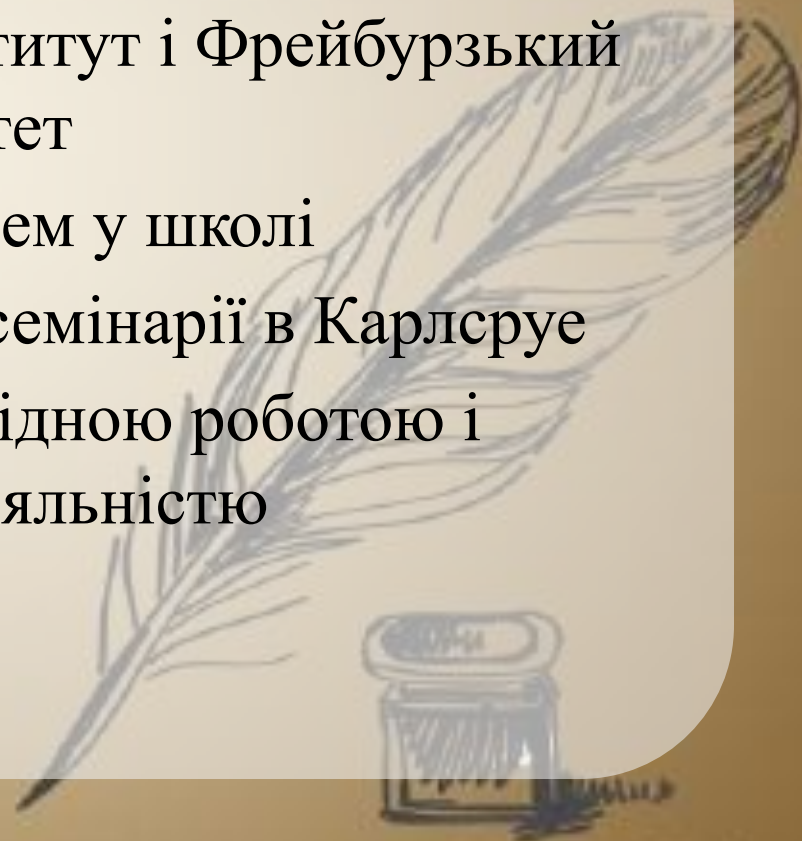 титут і Фрейбурзький
тет
ем у школі
семінарії в Карлсруе
ідною роботою і
яльністю